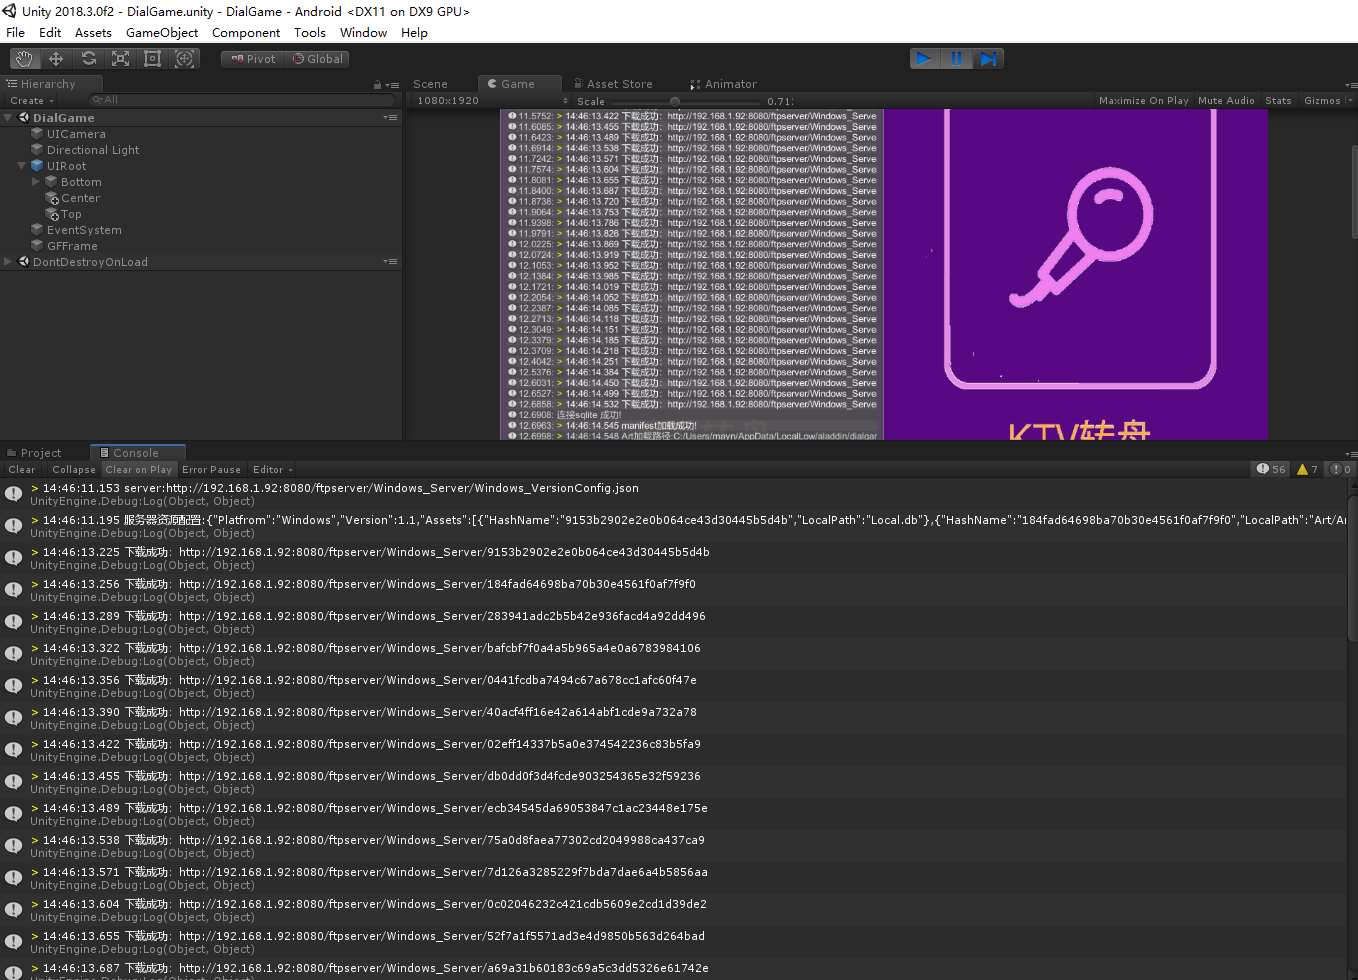 Unity 2018.3.0f2 - DialGame.unity - DialGame - Android <DX11 on DX9 GPU>
File Edit Assets GameObject Component Tools Window Help
Pivot Global
Hierarchy
Create All
DialGame
UICamera
Directional Light
UIRoot
Bottom
Center
Top
EventSystem
GFFrame
DontDestroyOnLoad
Scene Game Asset Store Animator
1080x1920 Scale 0.71: Maximize On Play Mute Audio Stats Gizmos
11.5752: > 14:46:13.422 下载成功: http://192.168.1.92:8080/ftpserver/Windows_Serve
11.6085: > 14:46:13.455 下载成功: http://192.168.1.92:8080/ftpserver/Windows_Serve
11.6423: > 14:46:13.489 下载成功: http://192.168.1.92:8080/ftpserver/Windows_Serve
11.6914: > 14:46:13.538 下载成功: http://192.168.1.92:8080/ftpserver/Windows_Serve
11.7242: > 14:46:13.571 下载成功: http://192.168.1.92:8080/ftpserver/Windows_Serve
11.7574: > 14:46:13.604 下载成功: http://192.168.1.92:8080/ftpserver/Windows_Serve
11.8081: > 14:46:13.655 下载成功: http://192.168.1.92:8080/ftpserver/Windows_Serve
11.8400: > 14:46:13.687 下载成功: http://192.168.1.92:8080/ftpserver/Windows_Serve
11.8738: > 14:46:13.720 下载成功: http://192.168.1.92:8080/ftpserver/Windows_Serve
11.9064: > 14:46:13.753 下载成功: http://192.168.1.92:8080/ftpserver/Windows_Serve
11.9398: > 14:46:13.786 下载成功: http://192.168.1.92:8080/ftpserver/Windows_Serve
11.9791: > 14:46:13.826 下载成功: http://192.168.1.92:8080/ftpserver/Windows_Serve
12.0225: > 14:46:13.869 下载成功: http://192.168.1.92:8080/ftpserver/Windows_Serve
12.0724: > 14:46:13.919 下载成功: http://192.168.1.92:8080/ftpserver/Windows_Serve
12.1053: > 14:46:13.952 下载成功: http://192.168.1.92:8080/ftpserver/Windows_Serve
12.1384: > 14:46:13.985 下载成功: http://192.168.1.92:8080/ftpserver/Windows_Serve
12.1721: > 14:46:14.019 下载成功: http://192.168.1.92:8080/ftpserver/Windows_Serve
12.2054: > 14:46:14.052 下载成功: http://192.168.1.92:8080/ftpserver/Windows_Serve
12.2387: > 14:46:14.085 下载成功: http://192.168.1.92:8080/ftpserver/Windows_Serve
12.2713: > 14:46:14.118 下载成功: http://192.168.1.92:8080/ftpserver/Windows_Serve
12.3049: > 14:46:14.151 下载成功: http://192.168.1.92:8080/ftpserver/Windows_Serve
12.3379: > 14:46:14.185 下载成功: http://192.168.1.92:8080/ftpserver/Windows_Serve
12.3709: > 14:46:14.218 下载成功: http://192.168.1.92:8080/ftpserver/Windows_Serve
12.4042: > 14:46:14.251 下载成功: http://192.168.1.92:8080/ftpserver/Windows_Serve
12.5376: > 14:46:14.384 下载成功: http://192.168.1.92:8080/ftpserver/Windows_Serve
12.6031: > 14:46:14.450 下载成功: http://192.168.1.92:8080/ftpserver/Windows_Serve
12.6527: > 14:46:14.499 下载成功: http://192.168.1.92:8080/ftpserver/Windows_Serve
12.6858: > 14:46:14.532 下载成功: http://192.168.1.92:8080/ftpserver/Windows_Serve
12.6908: 连接sqlite 成功!
12.6963: > 14:46:14.545 manifest加载成功!
12.6998: > 14:46:14.548 Art加载路径:C:/Users/mayn/AppData/LocalLow/aladdin/dialgar
KTV转盘
Project Console
Clear Collapse Clear on Play Error Pause Editor 56 7 0
> 14:46:11.153 server:http://192.168.1.92:8080/ftpserver/Windows_Server/Windows_VersionConfig.json
UnityEngine.Debug:Log(Object, Object)
> 14:46:11.195 服务器资源配置:{"Platfrom":"Windows","Version":1.1,"Assets":[{"HashName":"9153b2902e2e0b064ce43d30445b5d4b","LocalPath":"Local.db"},{"HashName":"184fad64698ba70b30e4561f0af7f9f0","LocalPath":"Art/Ar
UnityEngine.Debug:Log(Object, Object)
> 14:46:13.225 下载成功: http://192.168.1.92:8080/ftpserver/Windows_Server/9153b2902e2e0b064ce43d30445b5d4b
UnityEngine.Debug:Log(Object, Object)
> 14:46:13.256 下载成功: http://192.168.1.92:8080/ftpserver/Windows_Server/184fad64698ba70b30e4561f0af7f9f0
UnityEngine.Debug:Log(Object, Object)
> 14:46:13.289 下载成功: http://192.168.1.92:8080/ftpserver/Windows_Server/283941adc2b5b42e936facd4a92dd496
UnityEngine.Debug:Log(Object, Object)
> 14:46:13.322 下载成功: http://192.168.1.92:8080/ftpserver/Windows_Server/bafcbf7f0a4a5b965a4e0a6783984106
UnityEngine.Debug:Log(Object, Object)
> 14:46:13.356 下载成功: http://192.168.1.92:8080/ftpserver/Windows_Server/0441fcdba7494c67a678cc1afc60f47e
UnityEngine.Debug:Log(Object, Object)
> 14:46:13.390 下载成功: http://192.168.1.92:8080/ftpserver/Windows_Server/40acf4ff16e42a614abf1cde9a732a78
UnityEngine.Debug:Log(Object, Object)
> 14:46:13.422 下载成功: http://192.168.1.92:8080/ftpserver/Windows_Server/02eff14337b5a0e374542236c83b5fa9
UnityEngine.Debug:Log(Object, Object)
> 14:46:13.455 下载成功: http://192.168.1.92:8080/ftpserver/Windows_Server/db0dd0f3d4fcde903254365e32f59236
UnityEngine.Debug:Log(Object, Object)
> 14:46:13.489 下载成功: http://192.168.1.92:8080/ftpserver/Windows_Server/ecb34545da69053847c1ac23448e175e
UnityEngine.Debug:Log(Object, Object)
> 14:46:13.538 下载成功: http://192.168.1.92:8080/ftpserver/Windows_Server/75a0d8faea77302cd2049988ca437ca9
UnityEngine.Debug:Log(Object, Object)
> 14:46:13.571 下载成功: http://192.168.1.92:8080/ftpserver/Windows_Server/7d126a3285229f7bda7dae6a4b5856aa
UnityEngine.Debug:Log(Object, Object)
> 14:46:13.604 下载成功: http://192.168.1.92:8080/ftpserver/Windows_Server/0c02046232c421cdb5609e2cd1d39de2
UnityEngine.Debug:Log(Object, Object)
> 14:46:13.655 下载成功: http://192.168.1.92:8080/ftpserver/Windows_Server/52f7a1f5571ad3e4d9850b563d264bad
UnityEngine.Debug:Log(Object, Object)
> 14:46:13.687 下载成功: http://192.168.1.92:8080/ftpserver/Windows_Server/a69a31b60183c69a5c3dd5326e61742e